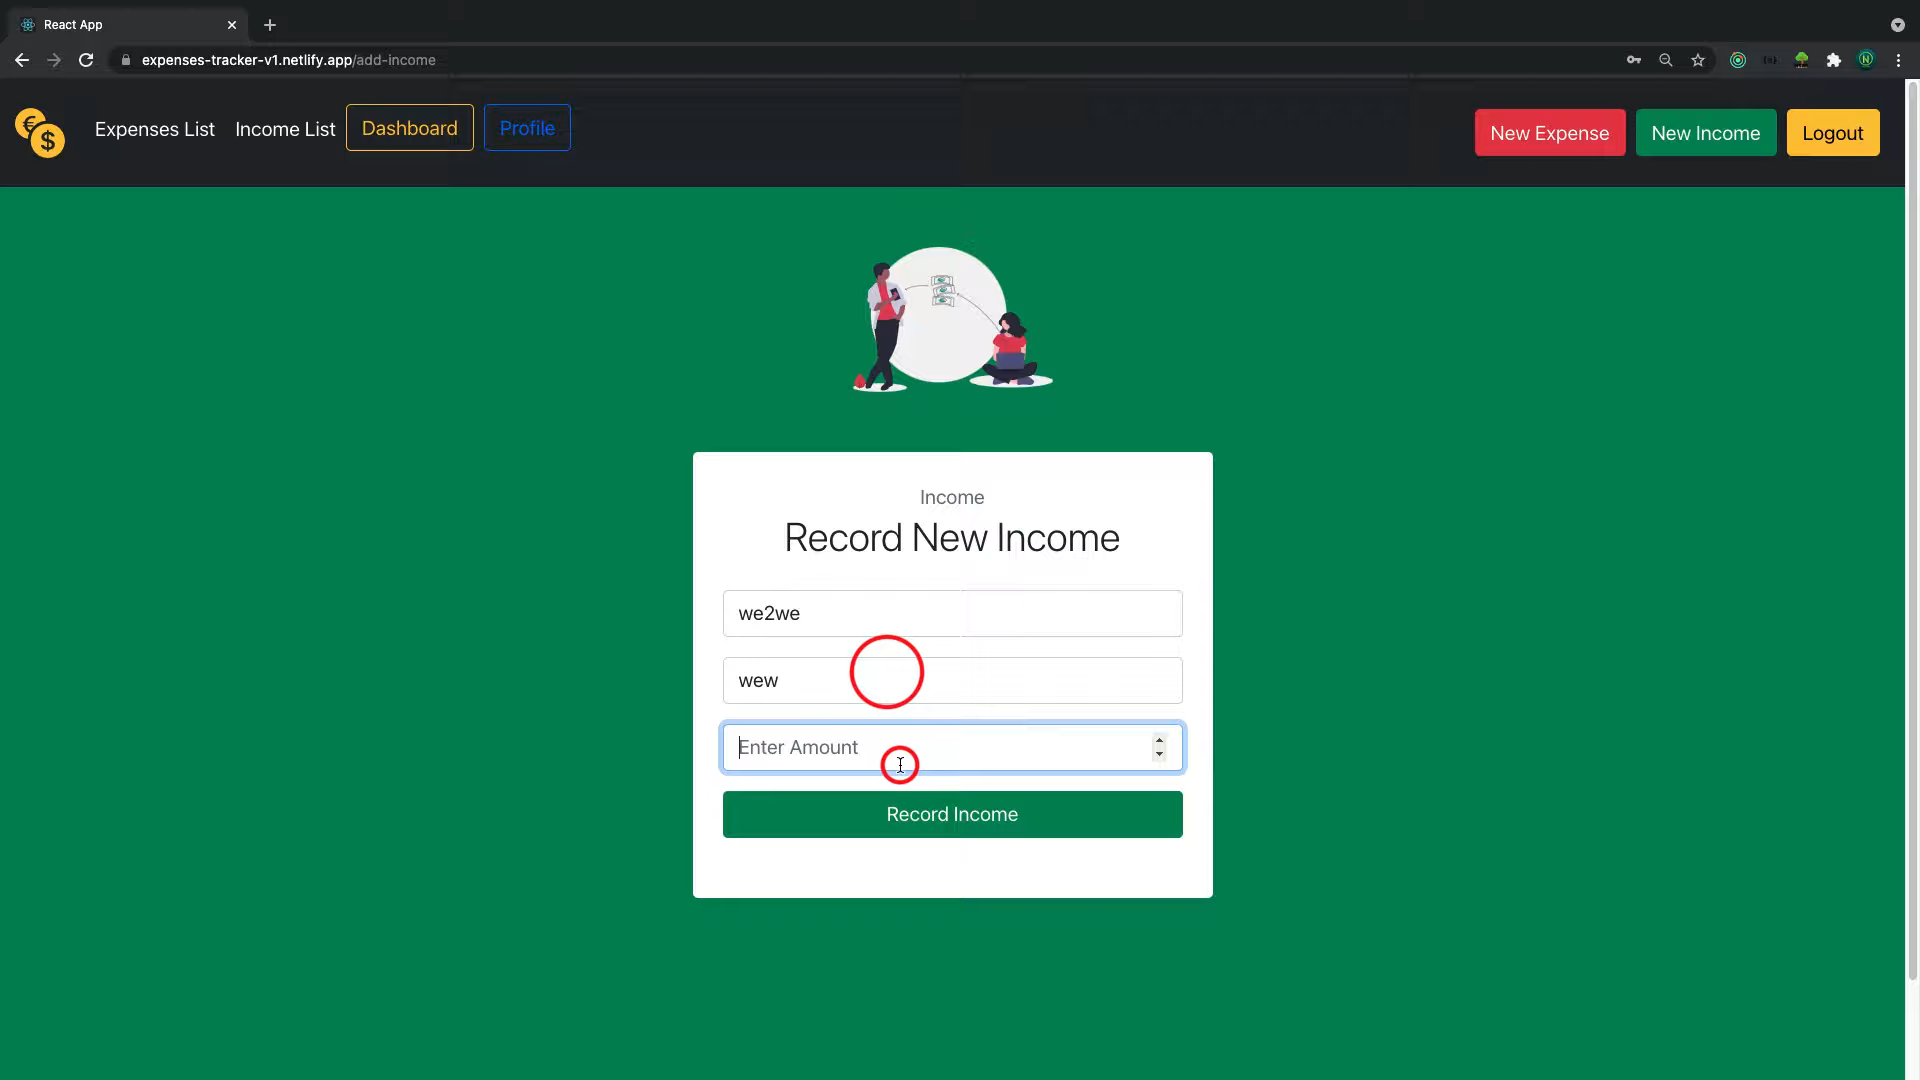 React App
expenses-tracker-v1.netlify.app/add-income
€
$
Expenses List
Income List
Dashboard
Profile
New Expense
New Income
Logout
Income
Record New Income
we2we
wew
Enter Amount
Record Income